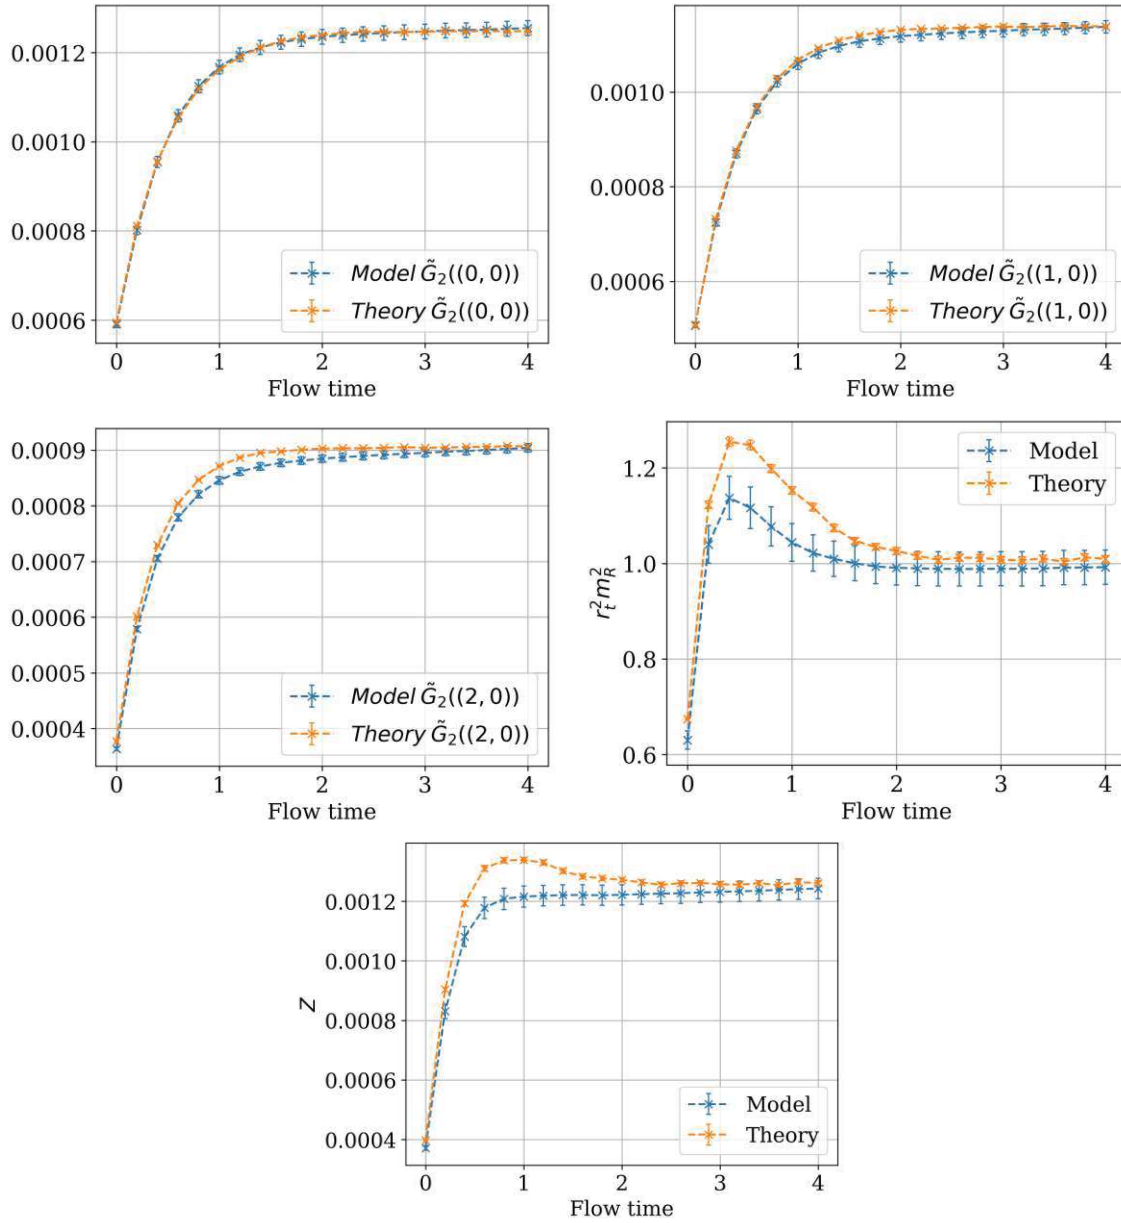 0.0012
0.0010
0.0008
0.0006
Model G̃₂((0, 0))
Theory G̃₂((0, 0))
0 1 2 3 4
Flow time
0.0010
0.0008
0.0006
Model G̃₂((1, 0))
Theory G̃₂((1, 0))
0 1 2 3 4
Flow time
0.0009
0.0008
0.0007
0.0006
0.0005
0.0004
Model G̃₂((2, 0))
Theory G̃₂((2, 0))
0 1 2 3 4
Flow time
r_t^2 m_R^2
1.2
1.0
0.8
0.6
Model
Theory
0 1 2 3 4
Flow time
Z
0.0012
0.0010
0.0008
0.0006
0.0004
Model
Theory
0 1 2 3 4
Flow time